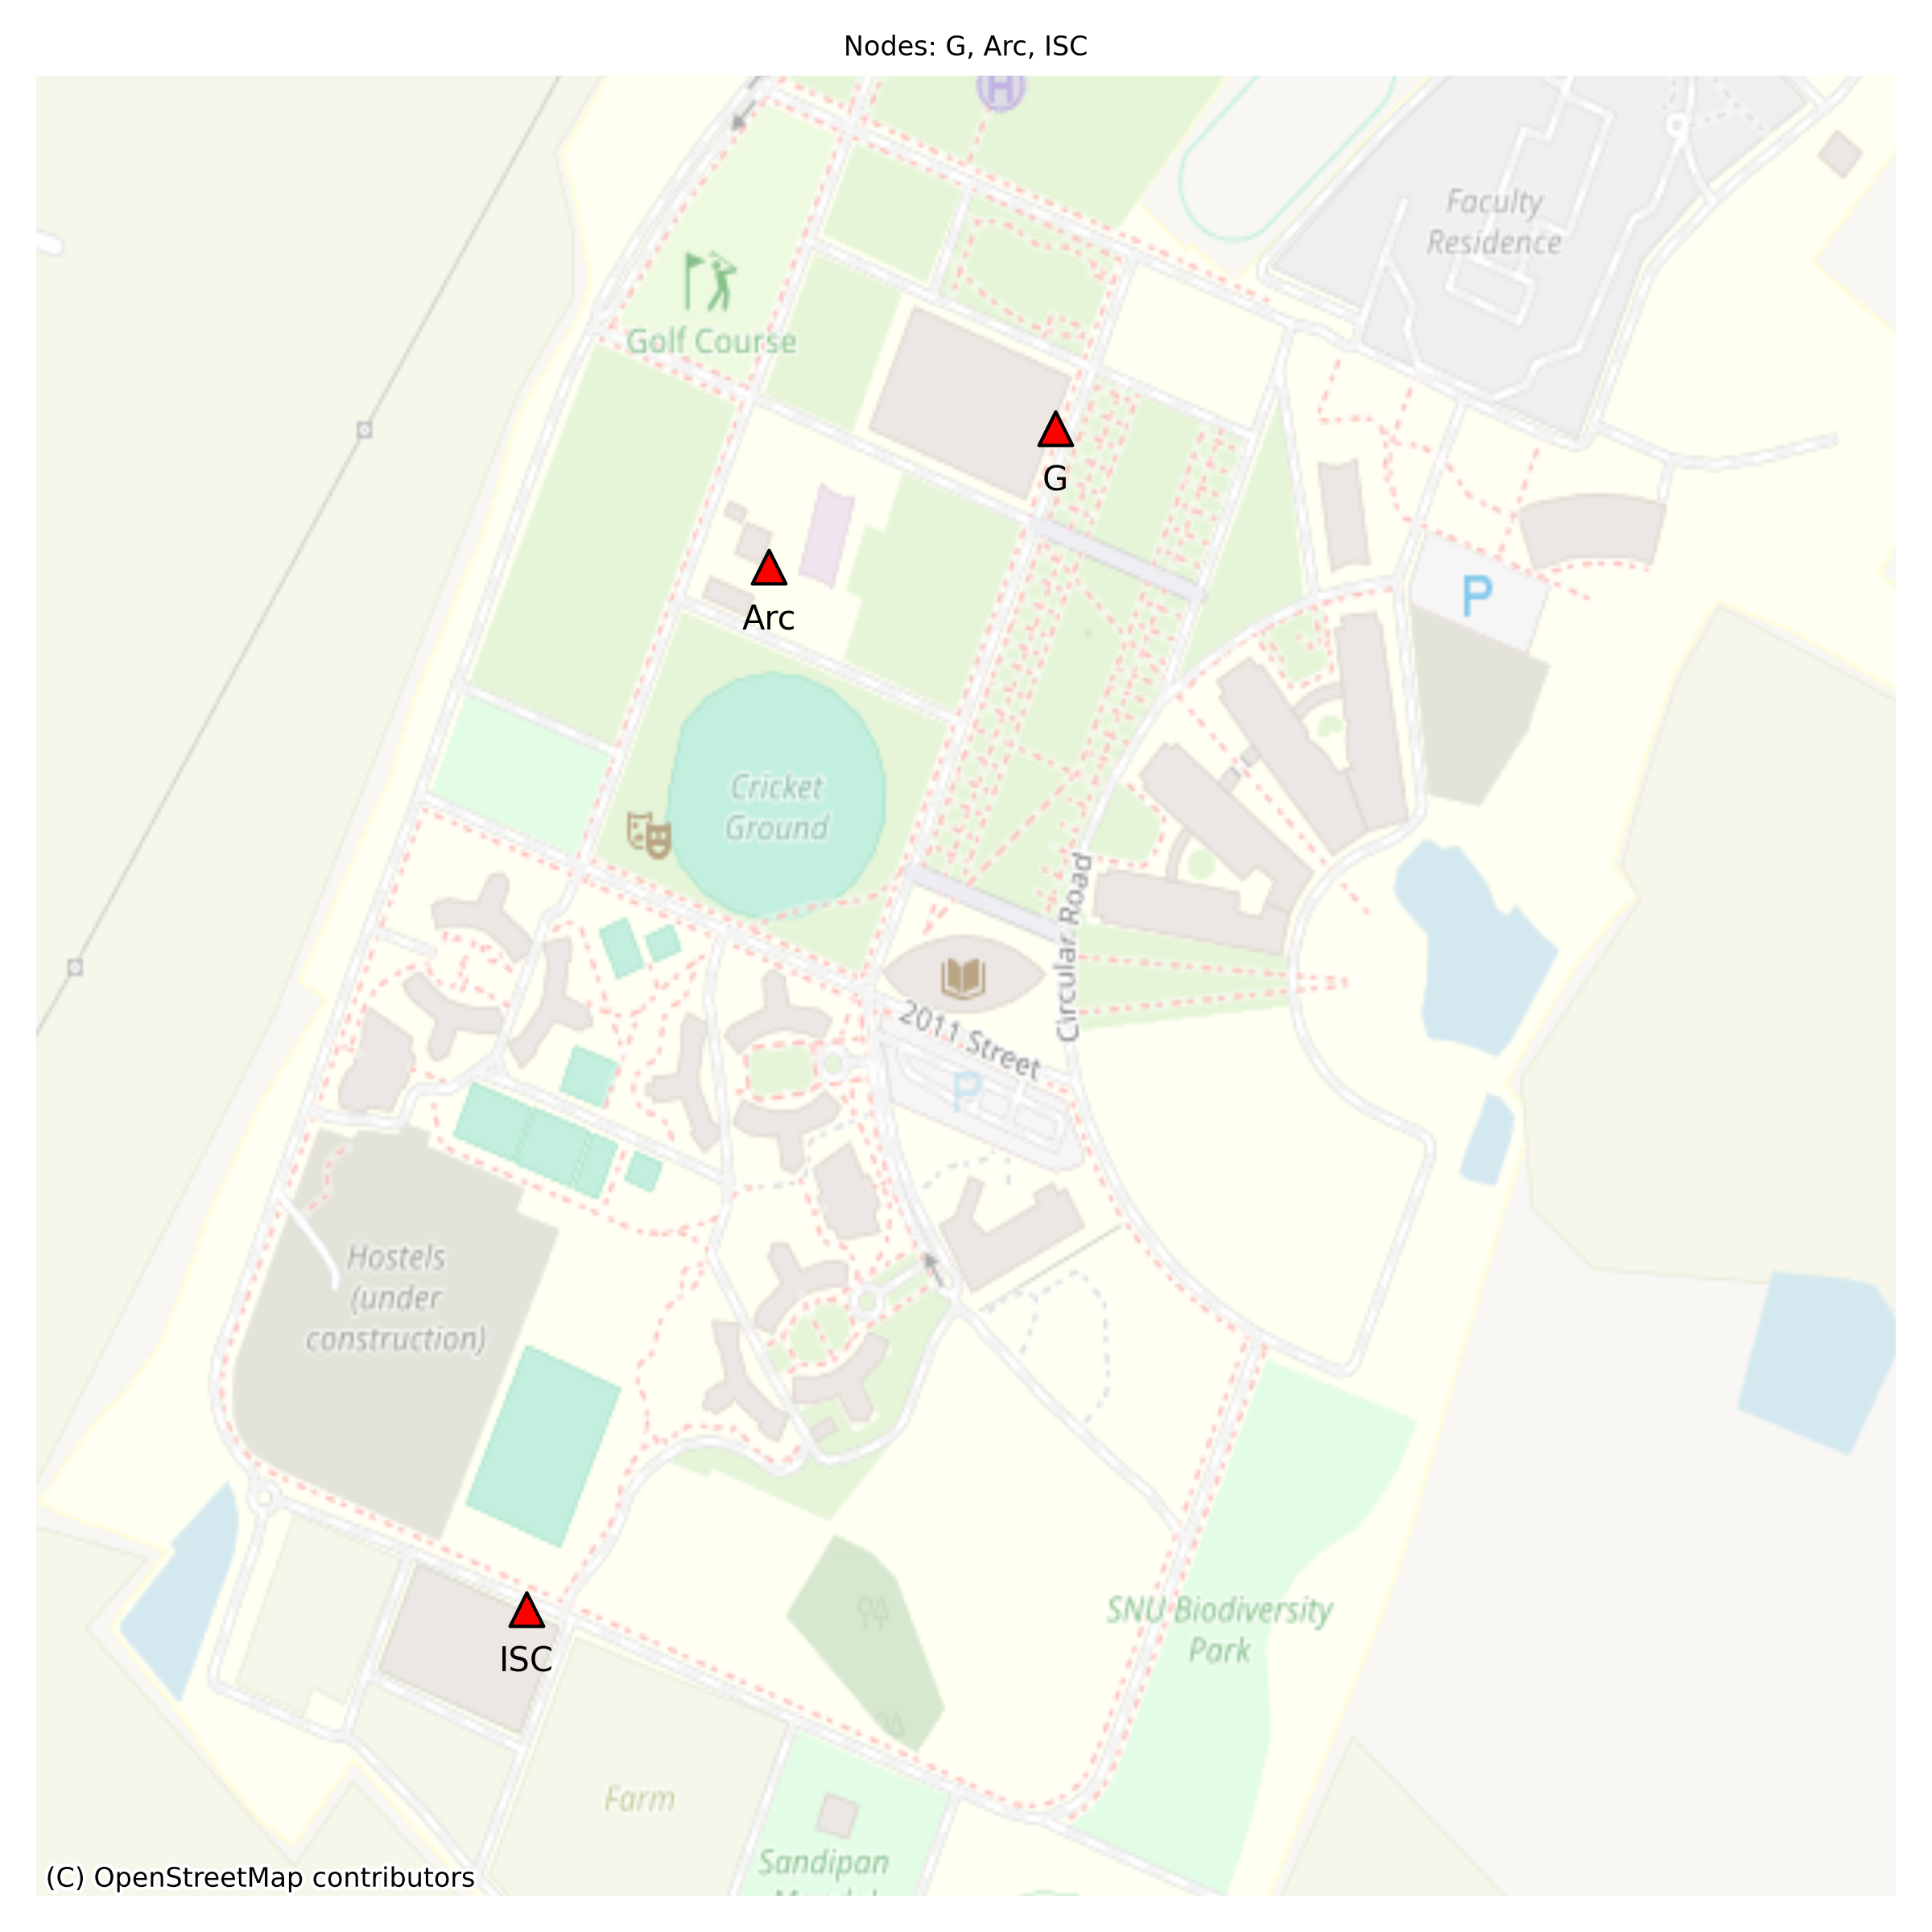 Nodes: G, Arc, ISC
H
Faculty
Residence
Golf Course
G
Arc
P
Cricket
Ground
Circular Road
2011 Street
P
Hostels
(under
construction)
SNU Biodiversity
Park
ISC
Farm
Sandipan
(C) OpenStreetMap contributors